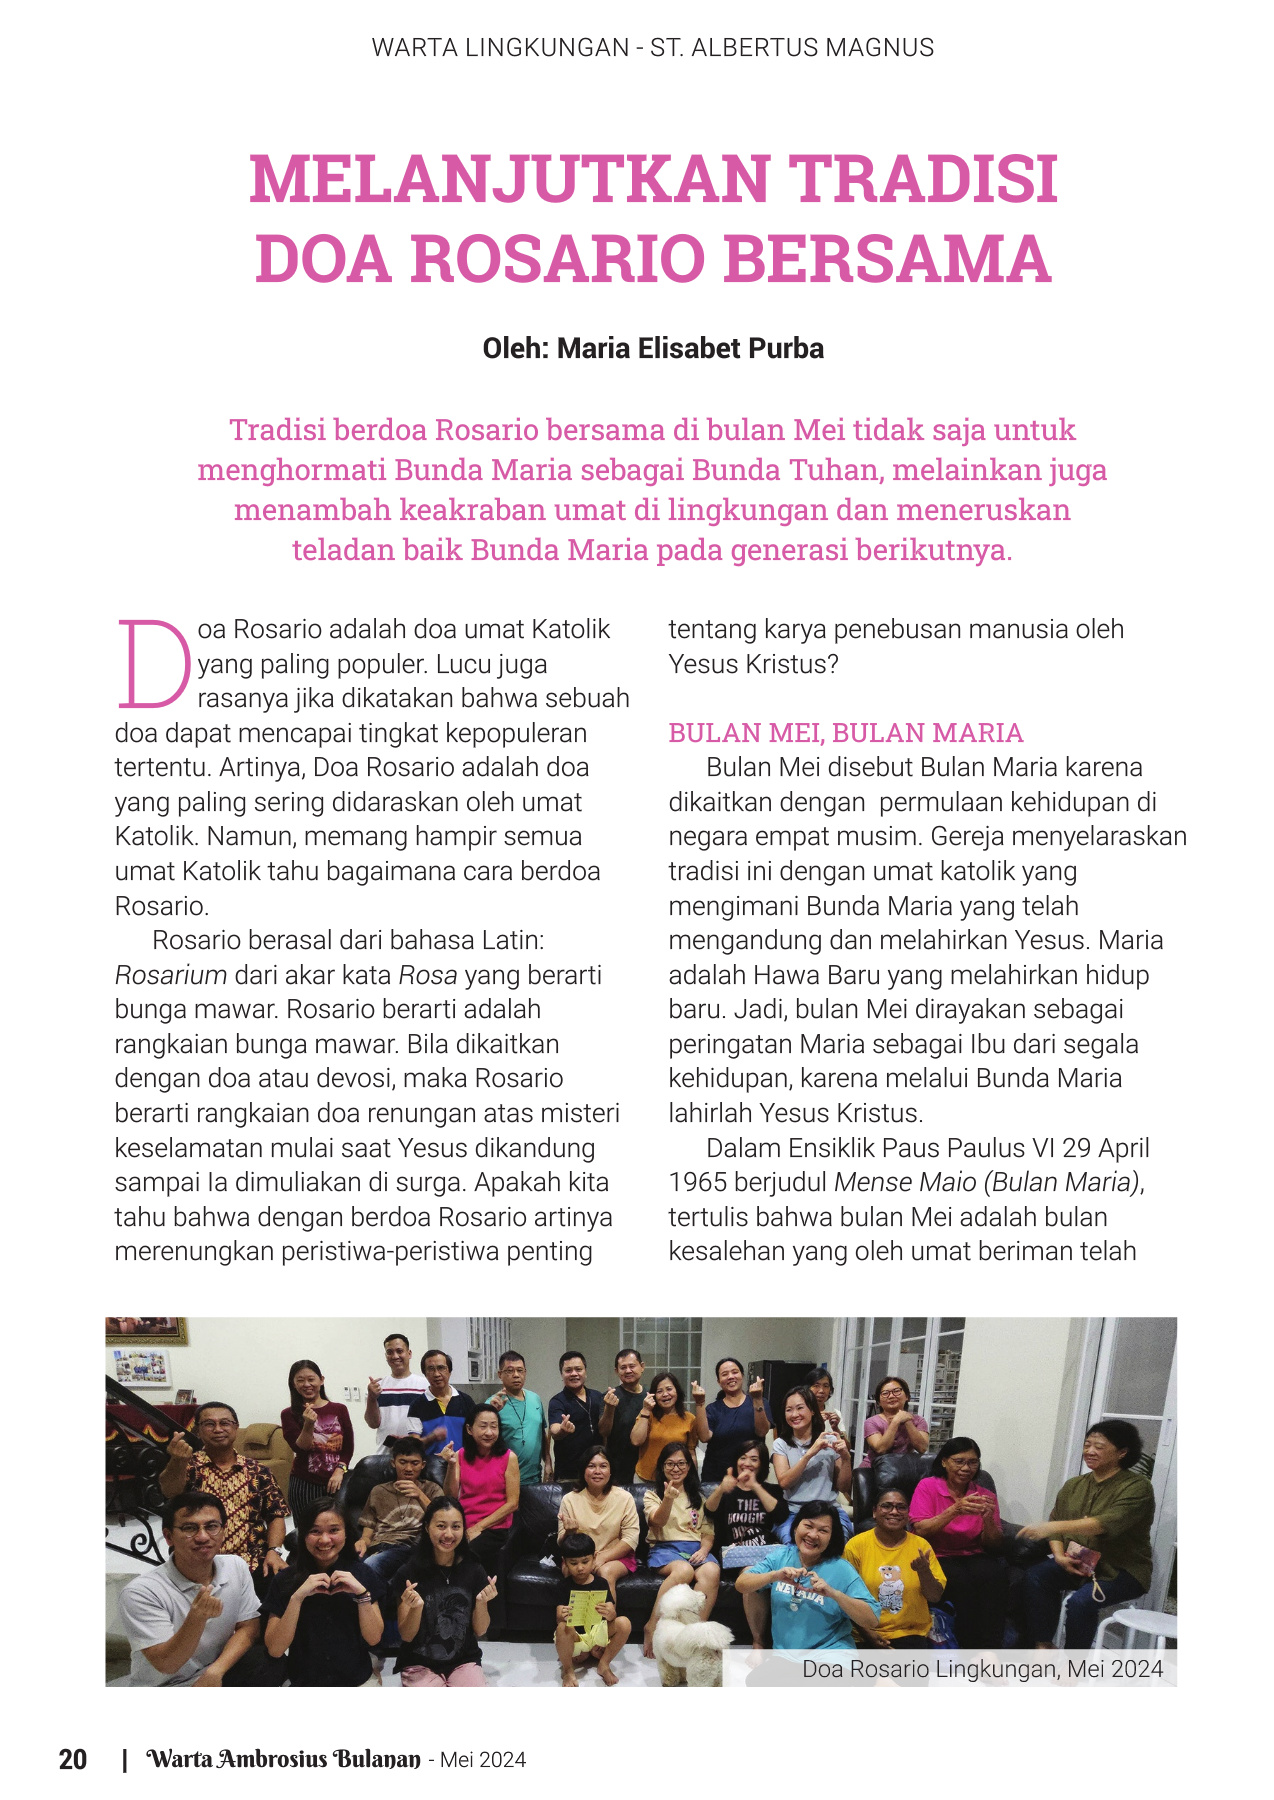 WARTA LINGKUNGAN - ST. ALBERTUS MAGNUS
MELANJUTKAN TRADISI
DOA ROSARIO BERSAMA
Oleh: Maria Elisabet Purba
Tradisi berdoa Rosario bersama di bulan Mei tidak saja untuk
menghormati Bunda Maria sebagai Bunda Tuhan, melainkan juga
menambah keakraban umat di lingkungan dan meneruskan
teladan baik Bunda Maria pada generasi berikutnya.
Doa Rosario adalah doa umat Katolik
yang paling populer. Lucu juga
rasanya jika dikatakan bahwa sebuah
doa dapat mencapai tingkat kepopuleran
tertentu. Artinya, Doa Rosario adalah doa
yang paling sering didaraskan oleh umat
Katolik. Namun, memang hampir semua
umat Katolik tahu bagaimana cara berdoa
Rosario.
Rosario berasal dari bahasa Latin:
Rosarium dari akar kata Rosa yang berarti
bunga mawar. Rosario berarti adalah
rangkaian bunga mawar. Bila dikaitkan
dengan doa atau devosi, maka Rosario
berarti rangkaian doa renungan atas misteri
keselamatan mulai saat Yesus dikandung
sampai Ia dimuliakan di surga. Apakah kita
tahu bahwa dengan berdoa Rosario artinya
merenungkan peristiwa-peristiwa penting
tentang karya penebusan manusia oleh
Yesus Kristus?
BULAN MEI, BULAN MARIA
Bulan Mei disebut Bulan Maria karena
dikaitkan dengan  permulaan kehidupan di
negara empat musim. Gereja menyelaraskan
tradisi ini dengan umat katolik yang
mengimani Bunda Maria yang telah
mengandung dan melahirkan Yesus. Maria
adalah Hawa Baru yang melahirkan hidup
baru. Jadi, bulan Mei dirayakan sebagai
peringatan Maria sebagai Ibu dari segala
kehidupan, karena melalui Bunda Maria
lahirlah Yesus Kristus.
Dalam Ensiklik Paus Paulus VI 29 April
1965 berjudul Mense Maio (Bulan Maria),
tertulis bahwa bulan Mei adalah bulan
kesalehan yang oleh umat beriman telah
THE
BOOGIE
NEVADA
Doa Rosario Lingkungan, Mei 2024
20 | Warta Ambrosius Bulanan - Mei 2024